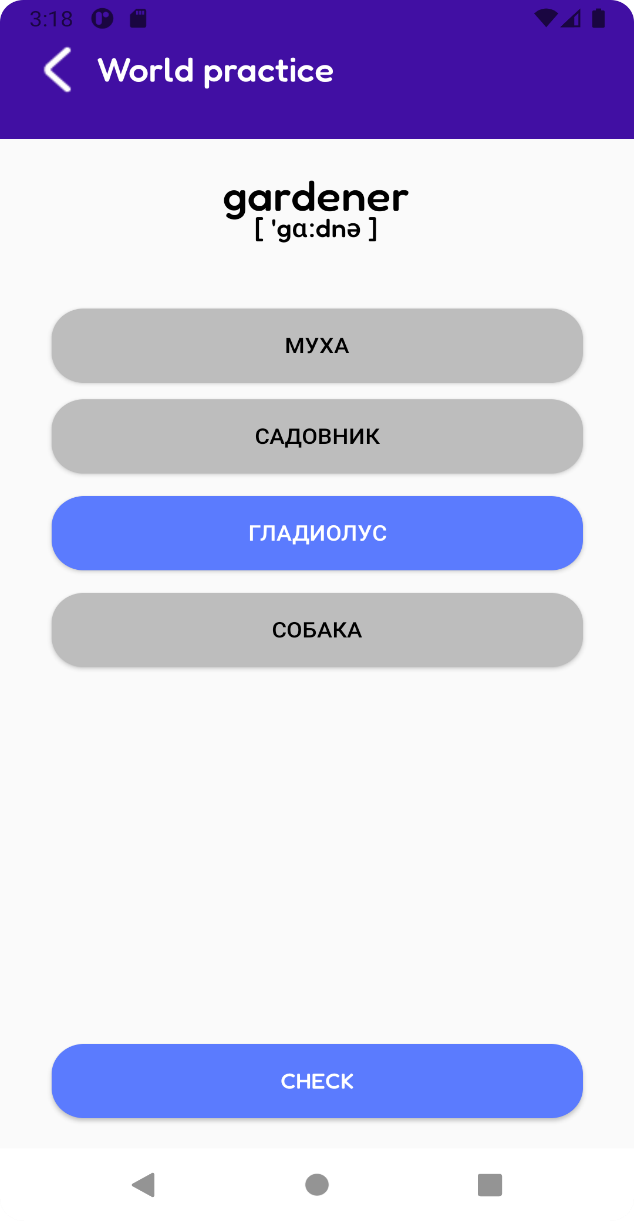 3:18
World practice
gardener
[ 'gɑ:dnə ]
МУХА
САДОВНИК
ГЛАДИОЛУС
СОБАКА
CHECK